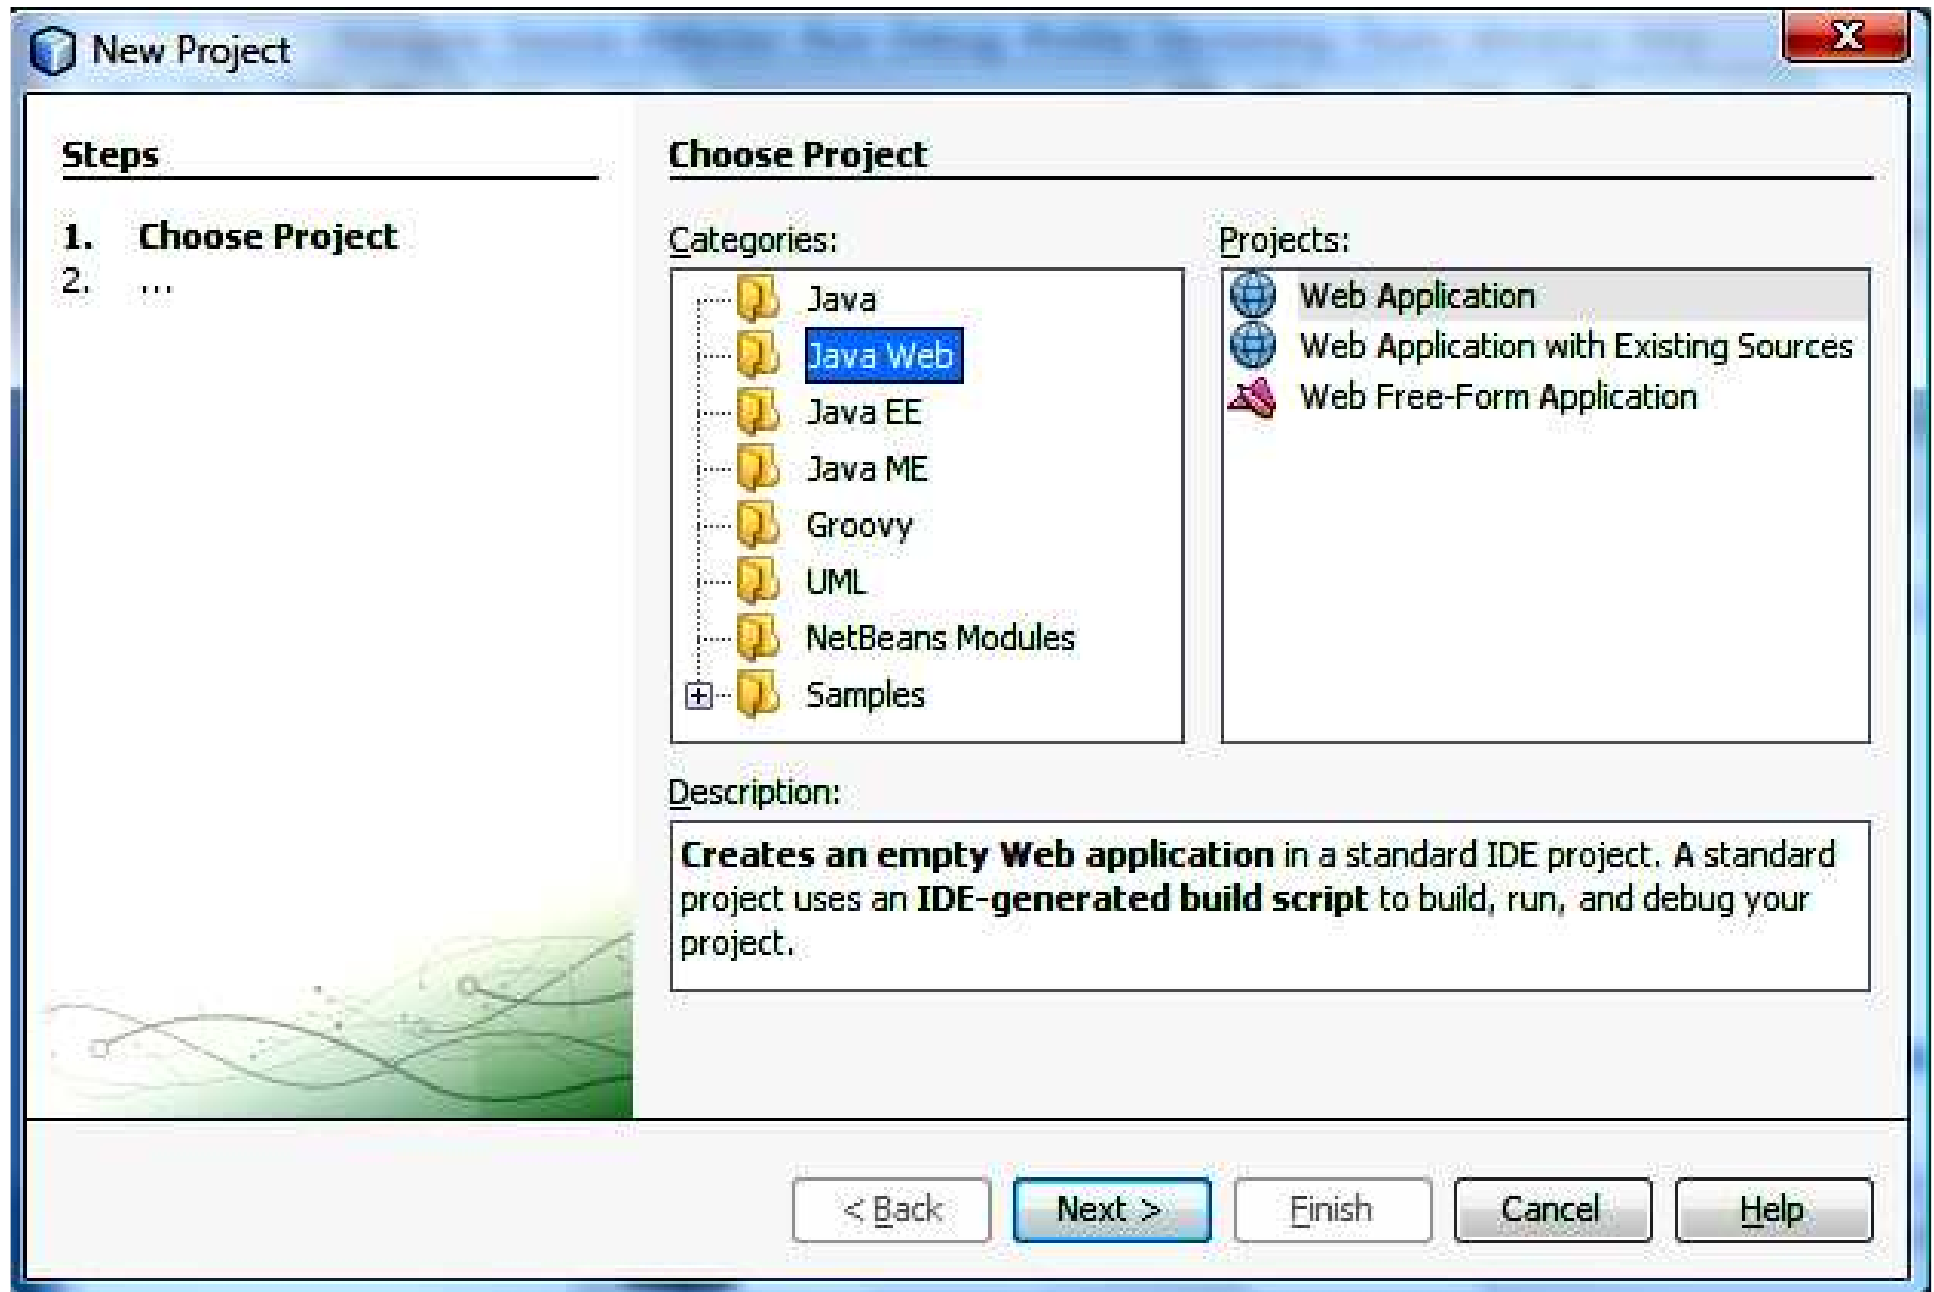 New Project
X
Steps
1. Choose Project
2. ...
Choose Project
Categories:
Java
Java Web
Java EE
Java ME
Groovy
UML
NetBeans Modules
Samples
Projects:
Web Application
Web Application with Existing Sources
Web Free-Form Application
Description:
Creates an empty Web application in a standard IDE project. A standard
project uses an IDE-generated build script to build, run, and debug your
project.
< Back
Next >
Finish
Cancel
Help